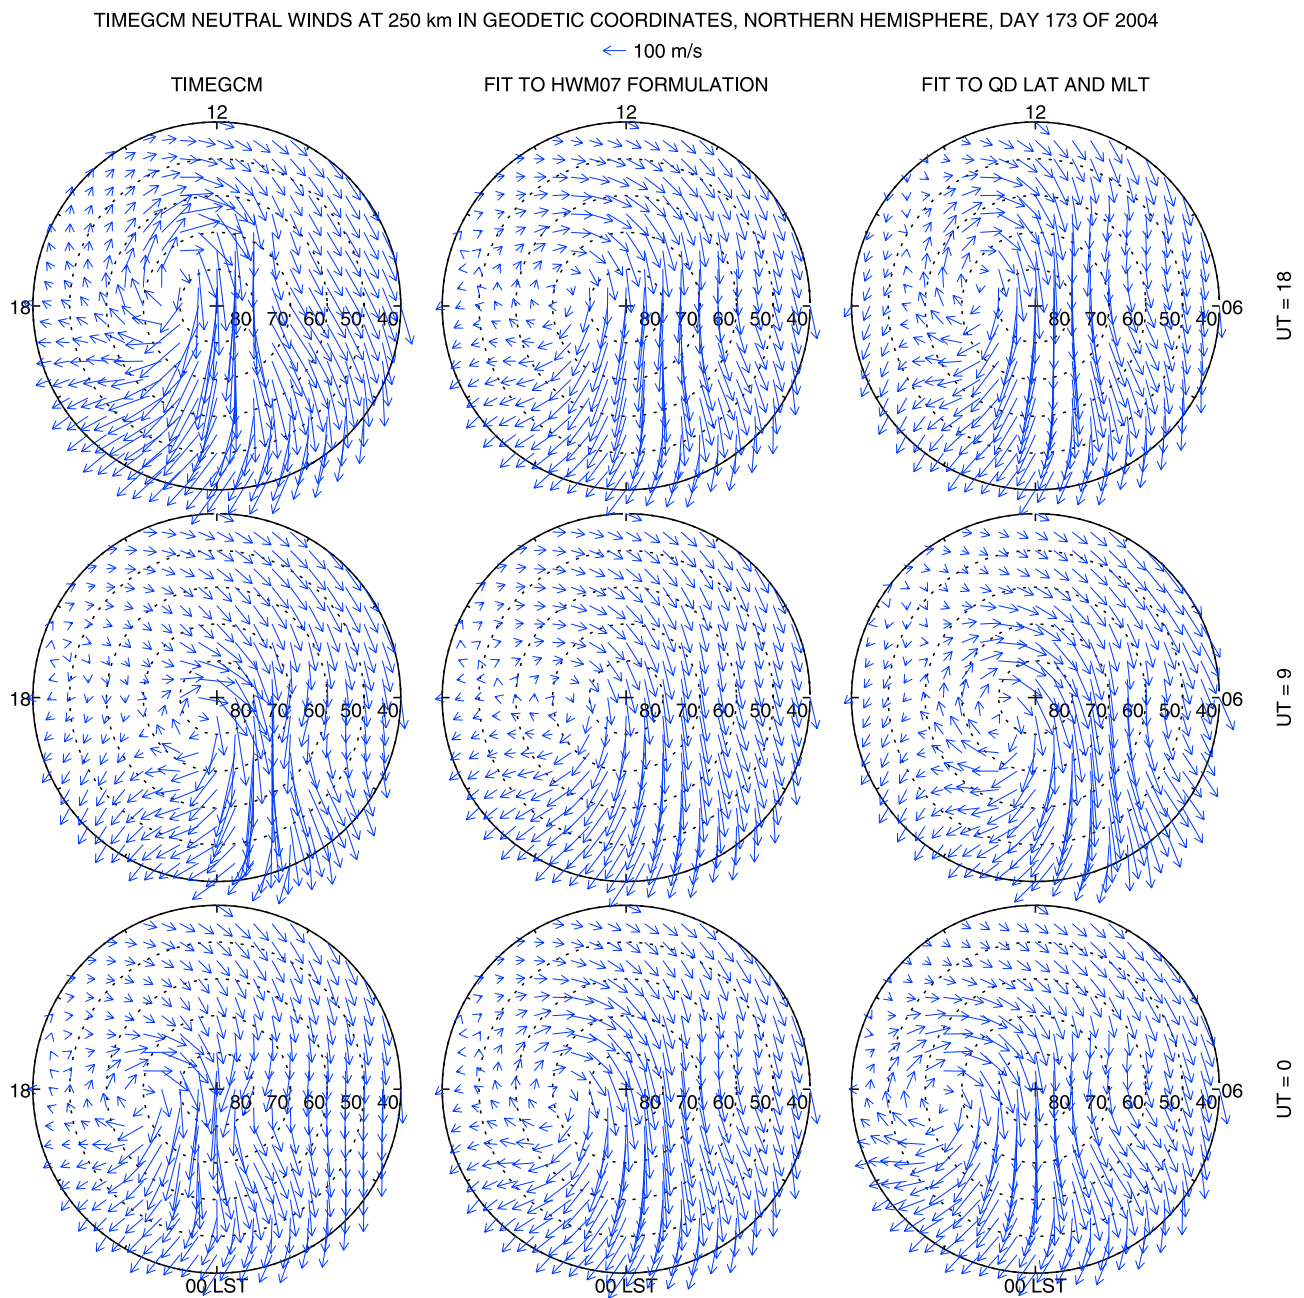 TIMEGCM NEUTRAL WINDS AT 250 km IN GEODETIC COORDINATES, NORTHERN HEMISPHERE, DAY 173 OF 2004
100 m/s
TIMEGCM FIT TO HWM07 FORMULATION FIT TO QD LAT AND MLT
12 12 12
18 80 70 60 50 40 80 70 60 50 40 80 70 60 50 40 06
UT = 18
18 80 70 60 50 40 80 70 60 50 40 80 70 60 50 40 06
UT = 9
18 80 70 60 50 40 80 70 60 50 40 80 70 60 50 40 06
UT = 0
00 LST 00 LST 00 LST